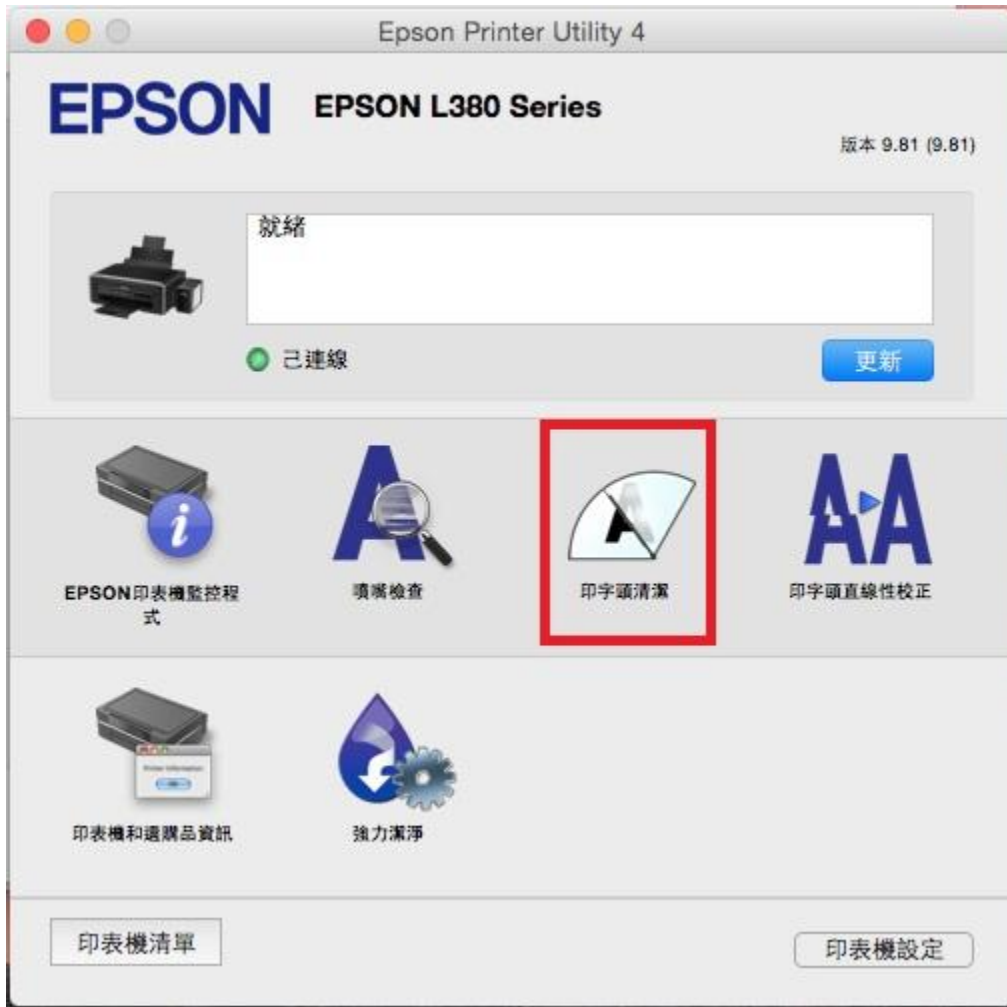 Epson Printer Utility 4
EPSON
EPSON L380 Series
版本 9.81 (9.81)
就緒
己連線
更新
EPSON印表機監控程
式
噴嘴檢查
印字頭清潔
印字頭直線性校正
印表機和選購品資訊
強力潔淨
印表機清單
印表機設定